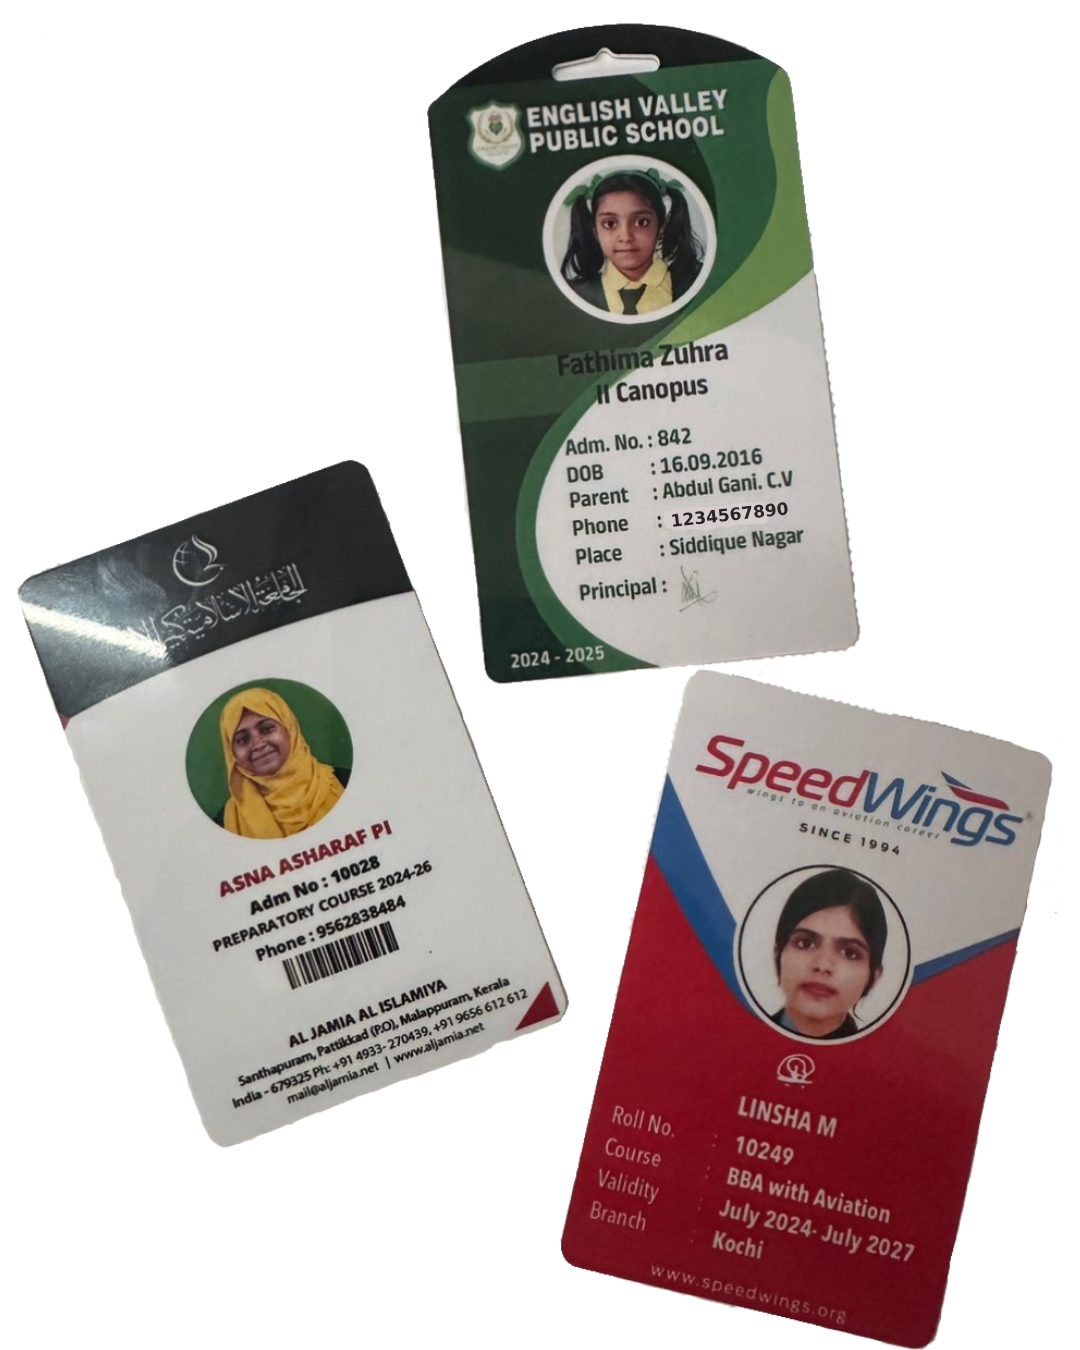 ENGLISH VALLEY
PUBLIC SCHOOL
Fathima Zuhra
II Canopus
Adm. No. : 842
DOB : 16.09.2016
Parent : Abdul Gani. C.V
Phone : 1234567890
Place : Siddique Nagar
Principal :
2024 - 2025
الجامعة الاسلامية
ASNA ASHARAF PI
Adm No : 10028
PREPARATORY COURSE 2024-26
Phone : 9562838484
AL JAMIA AL ISLAMIYA
Santhapuram, Pattikkad (P.O), Malappuram, Kerala
India - 679325 Ph: +91 4933- 270439, +91 9656 612 612
mail@aljamia.net | www.aljamia.net
SpeedWings
wings to an aviation career
SINCE 1994
LINSHA M
Roll No. : 10249
Course : BBA with Aviation
Validity : July 2024- July 2027
Branch : Kochi
www.speedwings.org